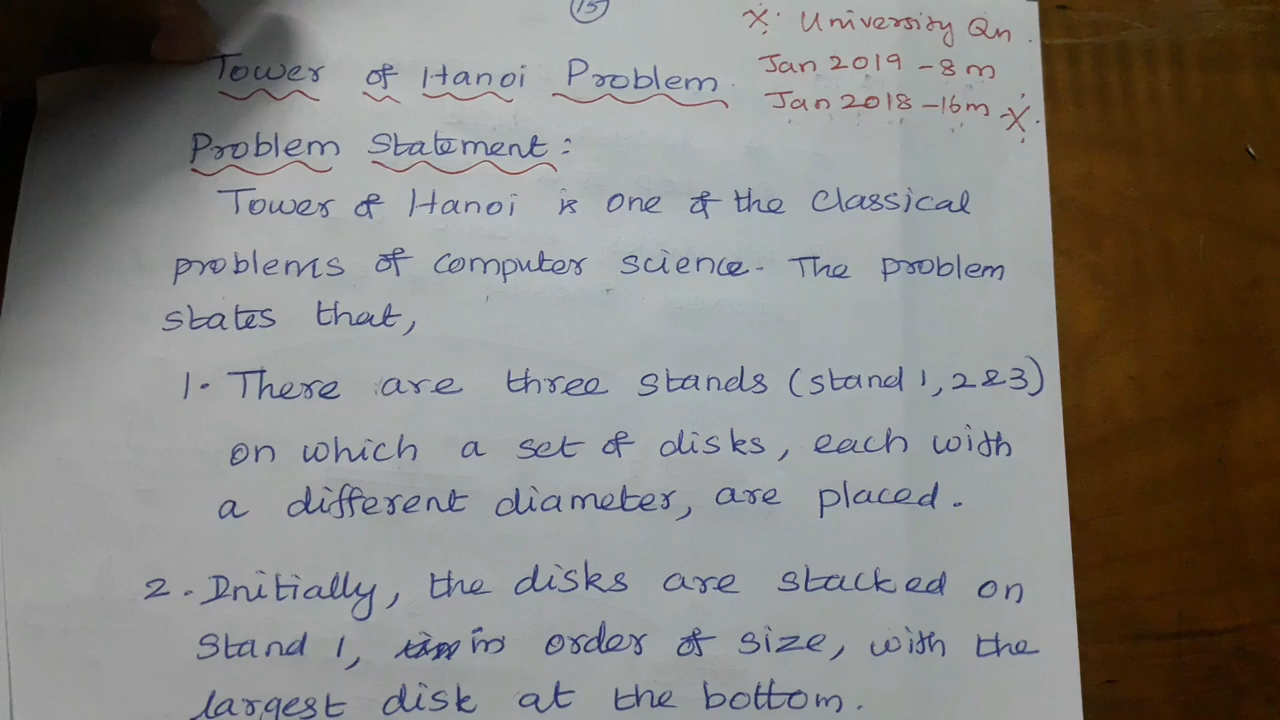 15
X: University Qn.
Jan 2019 - 8m
Jan 2018 - 16m X.
Tower of Hanoi Problem.
Problem Statement:
Tower of Hanoi is one of the classical
problems of computer science. The problem
states that,
1. There are three stands (stand 1, 2 & 3)
on which a set of disks, each with
a different diameter, are placed.
2. Initially, the disks are stacked on
Stand 1, in order of size, with the
largest disk at the bottom.